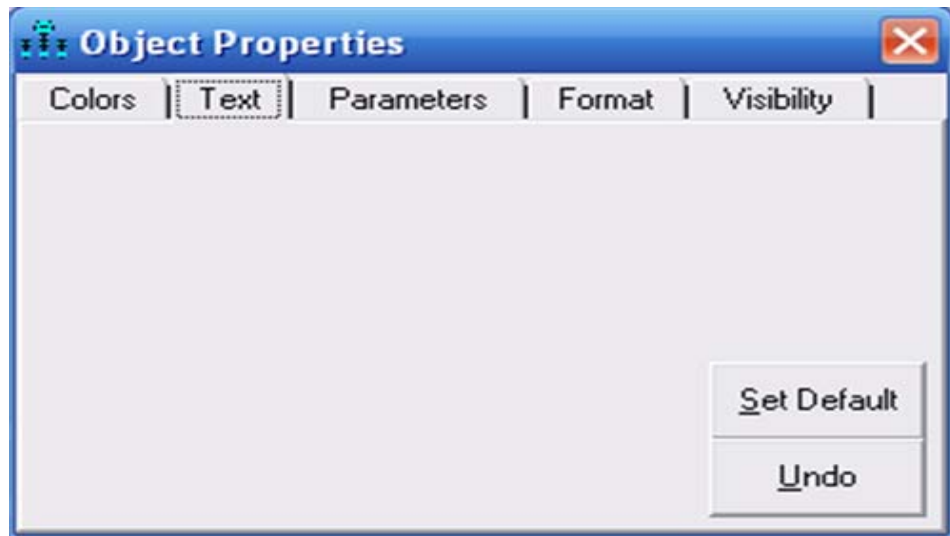 Object Properties
Colors Text Parameters Format Visibility
Set Default
Undo